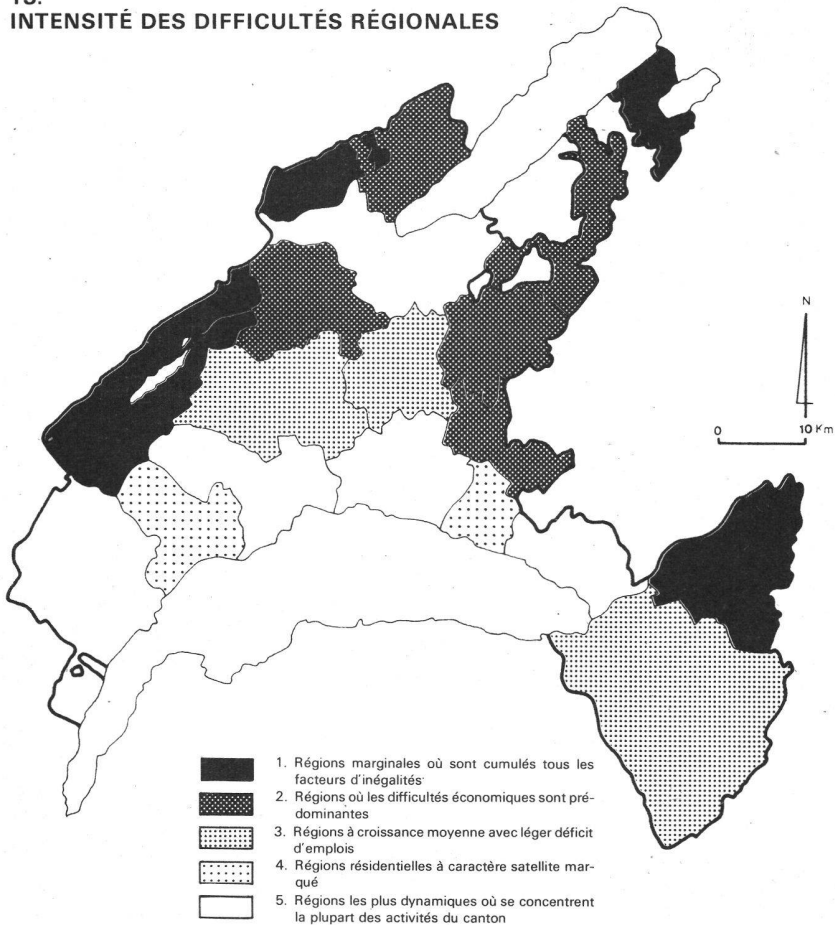 INTENSITÉ DES DIFFICULTÉS RÉGIONALES
N
0 10 Km
1. Régions marginales où sont cumulés tous les
facteurs d'inégalités
2. Régions où les difficultés économiques sont pré-
dominantes
3. Régions à croissance moyenne avec léger déficit
d'emplois
4. Régions résidentielles à caractère satellite mar-
qué
5. Régions les plus dynamiques où se concentrent
la plupart des activités du canton